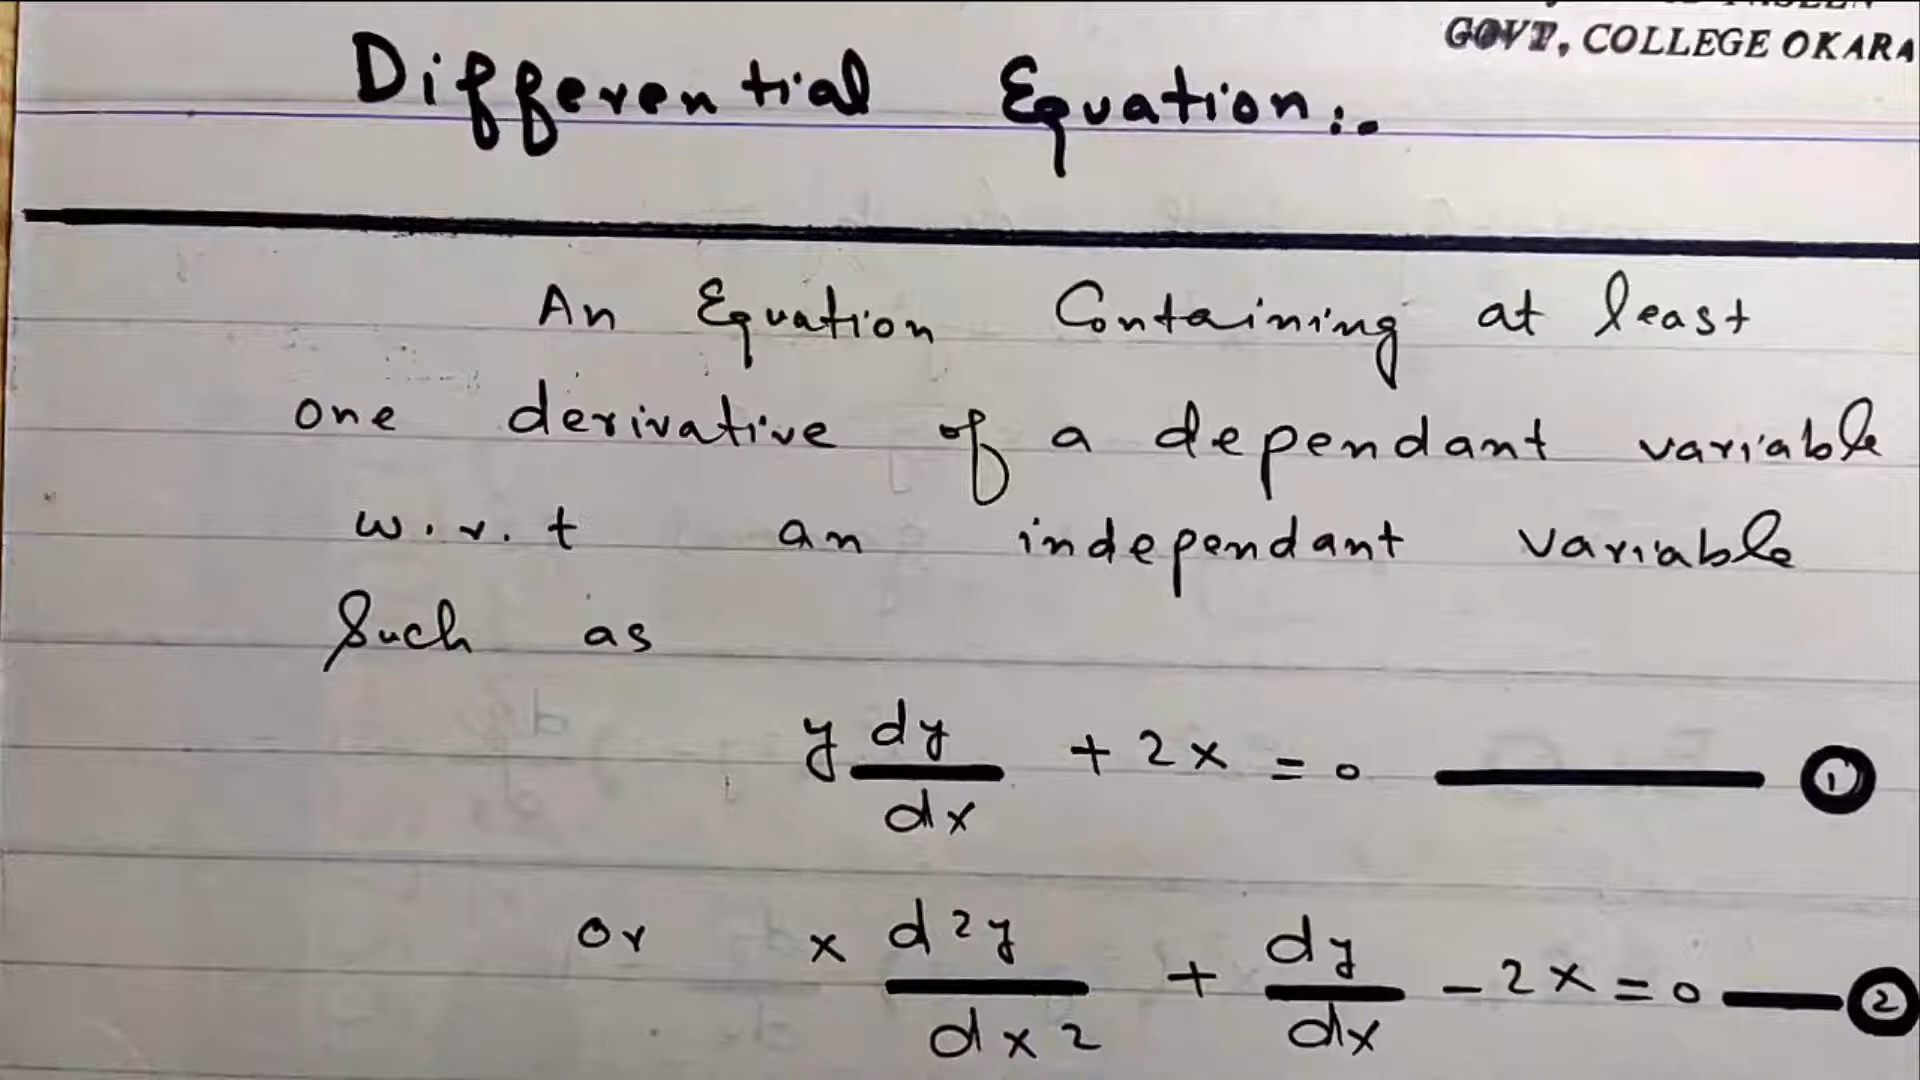 GOVT, COLLEGE OKARA
Differential Equation:.
An Equation Containing at least
one derivative of a dependant variable
w.r.t an independant variable
Such as
y dy/dx + 2x = 0 — 1
or x d2y/dx2 + dy/dx - 2x = 0 — 2